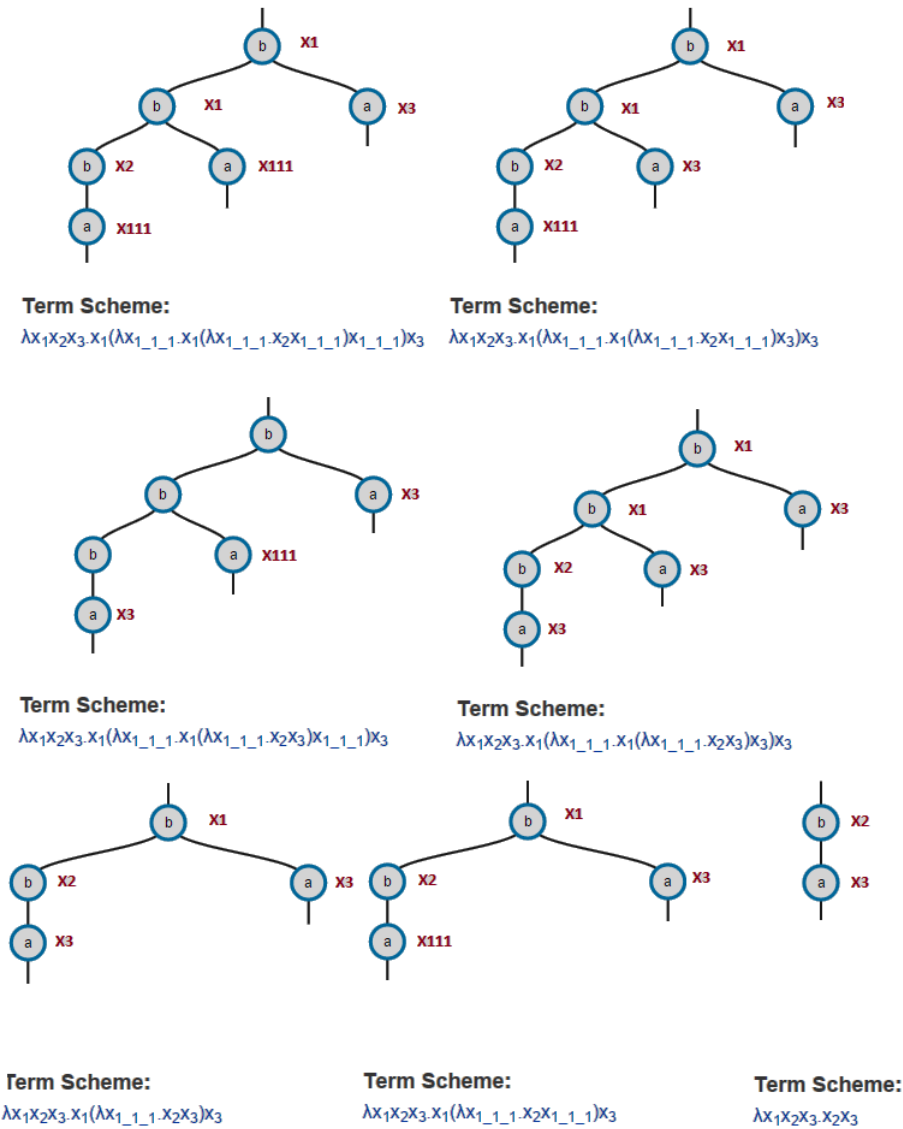 b X1 b X1
b X1 a X3 b X1 a X3
b X2 a X111 b X2 a X3
a X111 a X111
Term Scheme: Term Scheme:
λx₁x₂x₃.x₁(λx₁_₁_₁.x₁(λx₁_₁_₁.x₂x₁_₁_₁)x₁_₁_₁)x₃ λx₁x₂x₃.x₁(λx₁_₁_₁.x₁(λx₁_₁_₁.x₂x₁_₁_₁)x₃)x₃
b b X1
b a X3 b X1 a X3
b a X111 b X2 a X3
a X3 a X3
Term Scheme: Term Scheme:
λx₁x₂x₃.x₁(λx₁_₁_₁.x₁(λx₁_₁_₁.x₂x₃)x₁_₁_₁)x₃ λx₁x₂x₃.x₁(λx₁_₁_₁.x₁(λx₁_₁_₁.x₂x₃)x₃)x₃
b X1 b X1 b X2
b X2 a X3 b X2 a X3 a X3
a X3 a X111
Term Scheme: Term Scheme: Term Scheme:
λx₁x₂x₃.x₁(λx₁_₁_₁.x₂x₃)x₃ λx₁x₂x₃.x₁(λx₁_₁_₁.x₂x₁_₁_₁)x₃ λx₁x₂x₃.x₂x₃